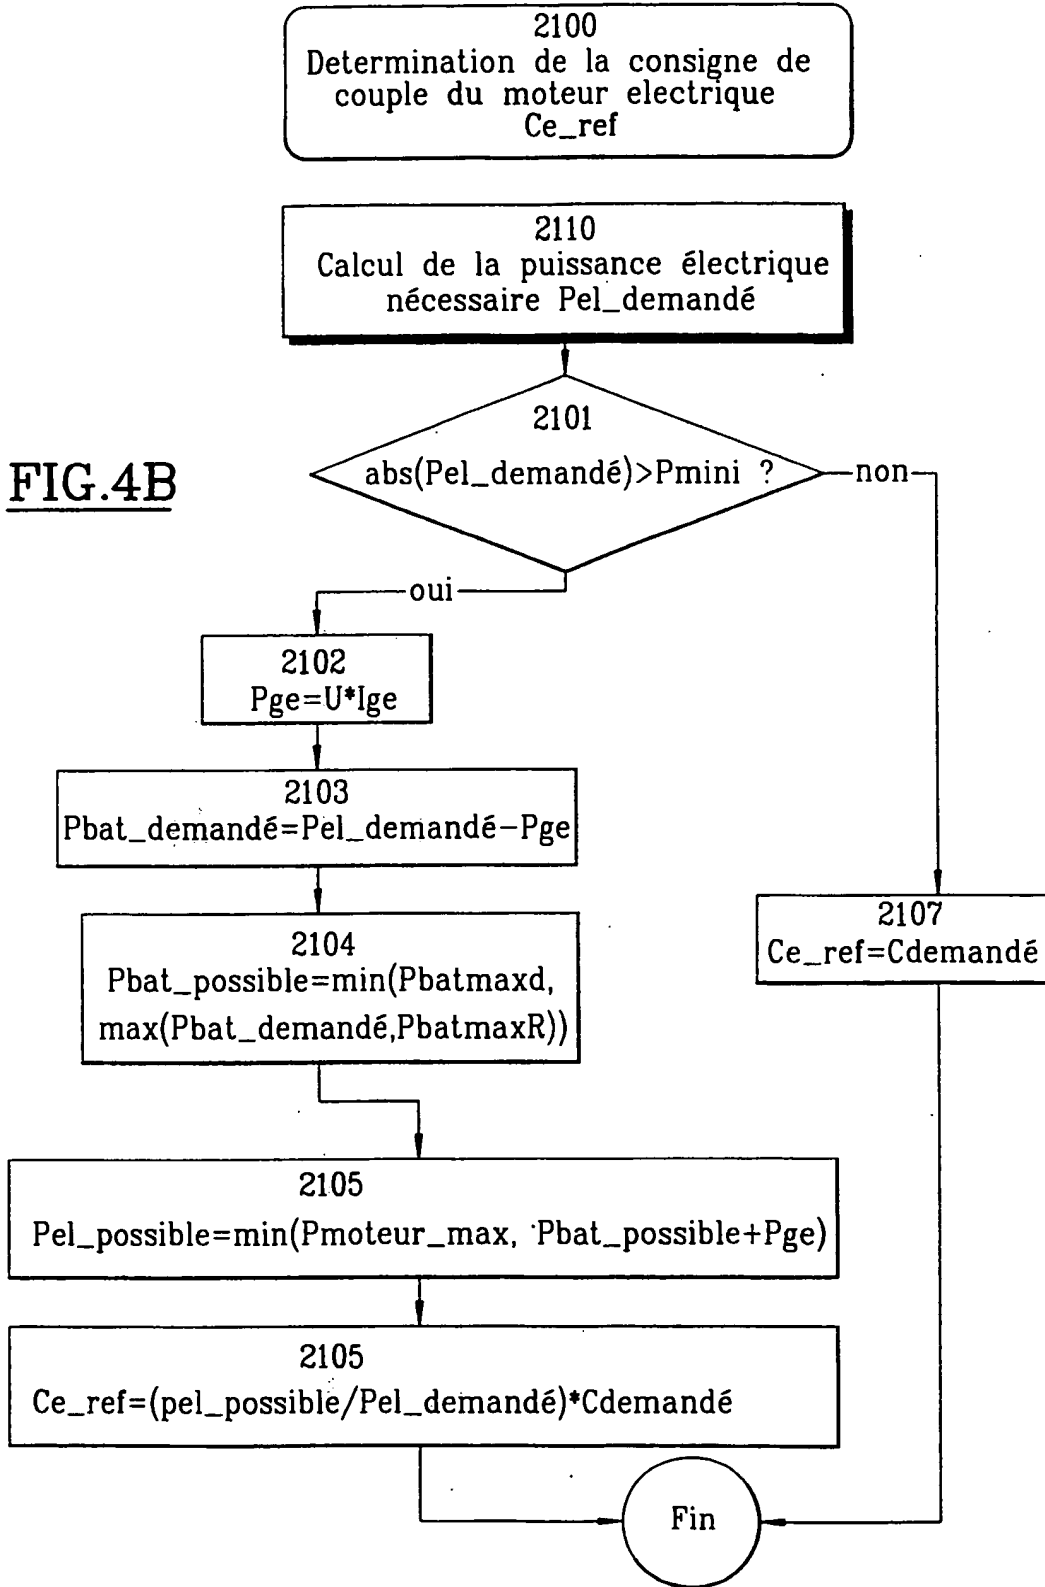 2100
Determination de la consigne de
couple du moteur electrique
Ce_ref
2110
Calcul de la puissance électrique
nécessaire Pel_demandé
2101
abs(Pel_demandé)>Pmini ?
non
FIG.4B
oui
2102
Pge=U*Ige
2103
Pbat_demandé=Pel_demandé-Pge
2104
Pbat_possible=min(Pbatmaxd,
max(Pbat_demandé,PbatmaxR))
2107
Ce_ref=Cdemandé
2105
Pel_possible=min(Pmoteur_max, Pbat_possible+Pge)
2105
Ce_ref=(pel_possible/Pel_demandé)*Cdemandé
Fin